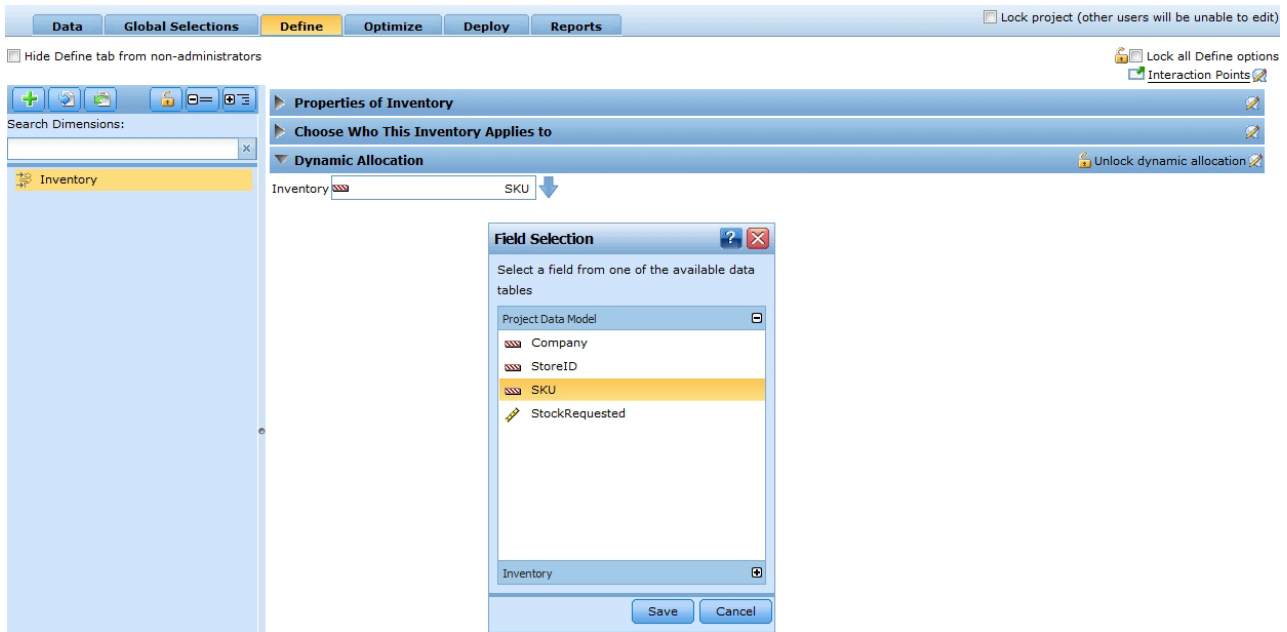 Data Global Selections Define Optimize Deploy Reports
Lock project (other users will be unable to edit)
Hide Define tab from non-administrators
Lock all Define options
Interaction Points
Search Dimensions:
Inventory
Properties of Inventory
Choose Who This Inventory Applies to
Dynamic Allocation
Unlock dynamic allocation
Inventory SKU
Field Selection
Select a field from one of the available data
tables
Project Data Model
Company
StoreID
SKU
StockRequested
Inventory
Save Cancel